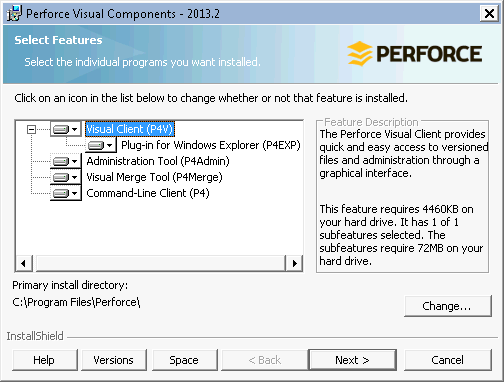 Perforce Visual Components - 2013.2
Select Features
Select the individual programs you want installed.
PERFORCE
Click on an icon in the list below to change whether or not that feature is installed.
Visual Client (P4V)
Plug-in for Windows Explorer (P4EXP)
Administration Tool (P4Admin)
Visual Merge Tool (P4Merge)
Command-Line Client (P4)
Feature Description
The Perforce Visual Client provides
quick and easy access to versioned
files and administration through a
graphical interface.
This feature requires 4460KB on
your hard drive. It has 1 of 1
subfeatures selected. The
subfeatures require 72MB on your
hard drive.
Primary install directory:
C:\Program Files\Perforce\
Change...
InstallShield
Help
Versions
Space
< Back
Next >
Cancel